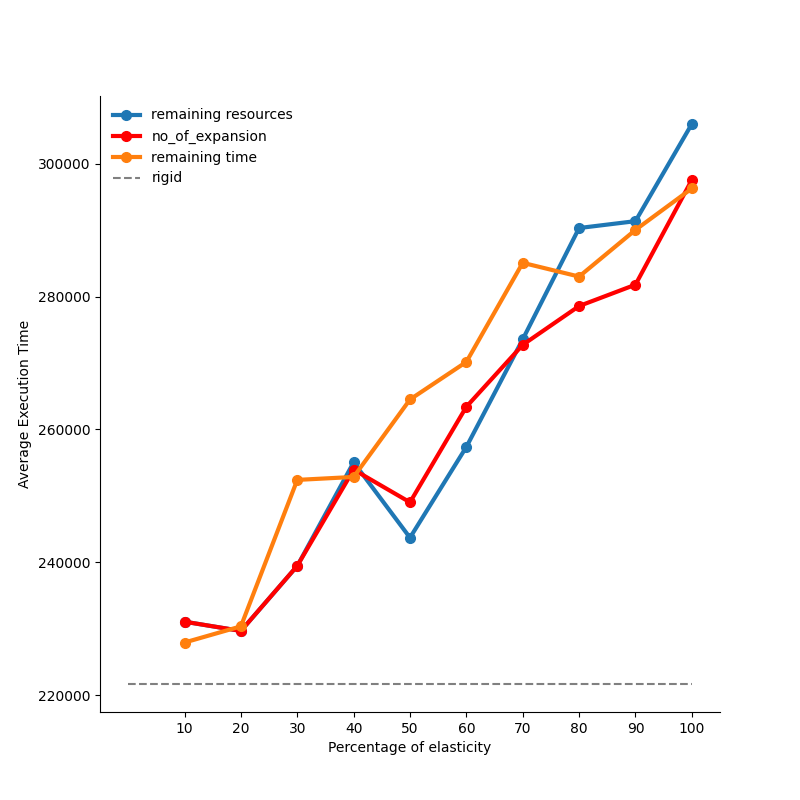 remaining resources
no_of_expansion
remaining time
rigid
300000
280000
260000
240000
220000
Average Execution Time
10 20 30 40 50 60 70 80 90 100
Percentage of elasticity